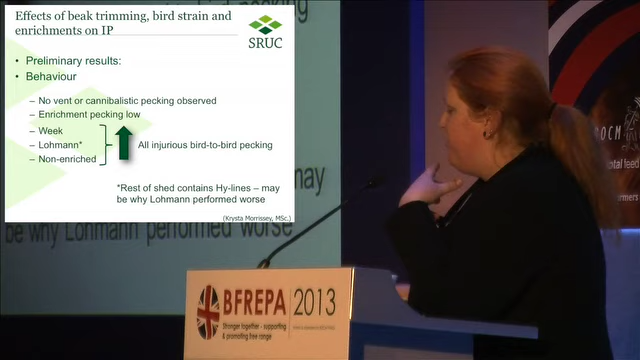 Effects of beak trimming, bird strain and
enrichments on IP
SRUC
• Preliminary results:
• Behaviour
– No vent or cannibalistic pecking observed
– Enrichment pecking low
– Week
– Lohmann*
– Non-enriched
All injurious bird-to-bird pecking
*Rest of shed contains Hy-lines – may
be why Lohmann performed worse
(Krysta Morrissey, MSc.)
may
be why Lohmann performed worse
BFREPA 2013
Stronger together - supporting
& promoting free range
OCM